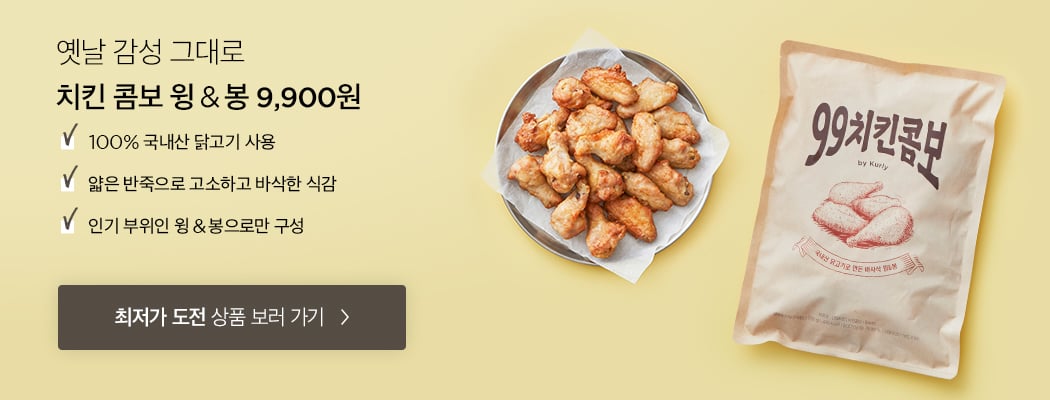 옛날 감성 그대로
치킨 콤보 윙 & 봉 9,900원
100% 국내산 닭고기 사용
얇은 반죽으로 고소하고 바삭한 식감
인기 부위인 윙 & 봉으로만 구성
최저가 도전 상품 보러 가기 >
99치킨콤보
by Kurly
국내산 닭고기로 만든 바사삭 윙&봉